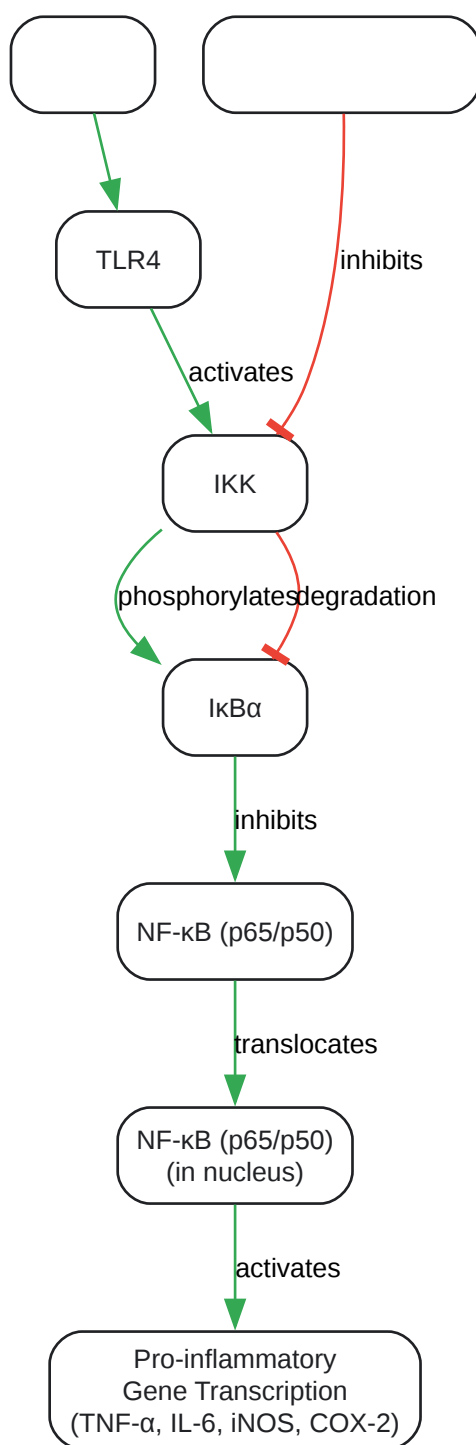 TLR4
inhibits
activates
IKK
phosphorylates
degradation
IκBα
inhibits
NF-κB (p65/p50)
translocates
NF-κB (p65/p50)
(in nucleus)
activates
Pro-inflammatory
Gene Transcription
(TNF-α, IL-6, iNOS, COX-2)